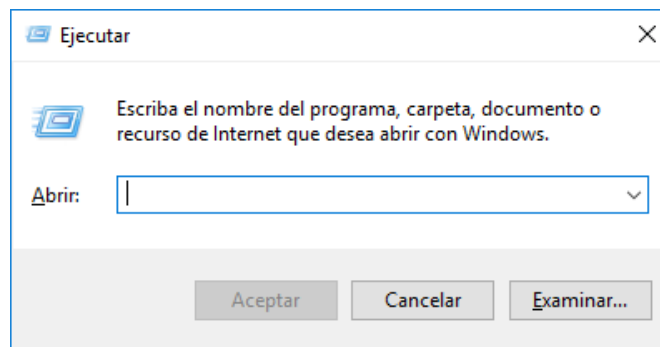 Ejecutar
Escriba el nombre del programa, carpeta, documento o
recurso de Internet que desea abrir con Windows.
Abrir:
Aceptar Cancelar Examinar...